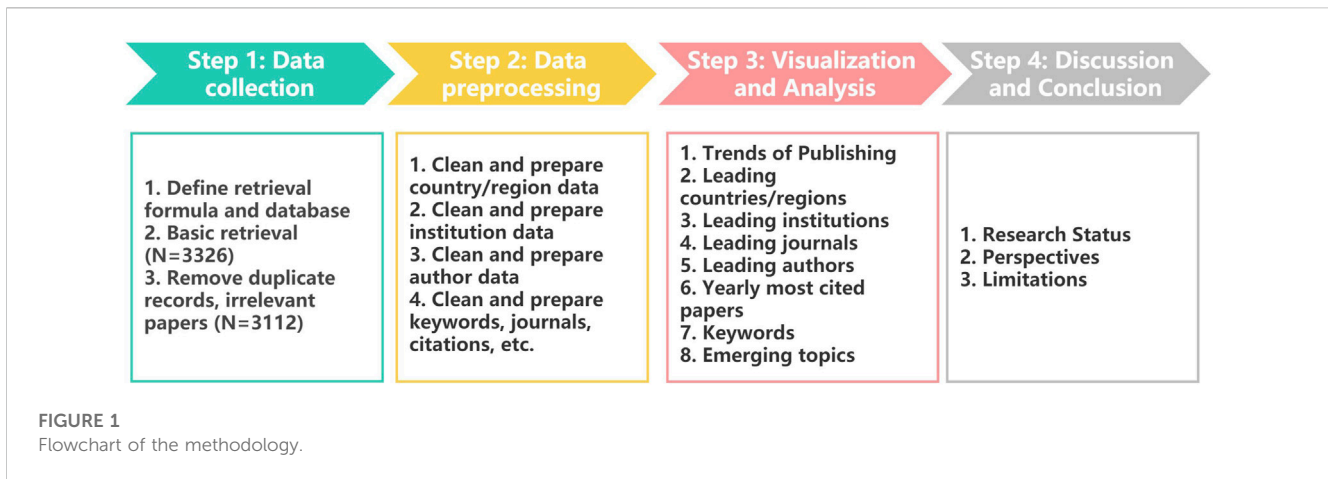 Step 1: Data
collection
Step 2: Data
preprocessing
Step 3: Visualization
and Analysis
Step 4: Discussion
and Conclusion
1. Define retrieval
formula and database
2. Basic retrieval
(N=3326)
3. Remove duplicate
records, irrelevant
papers (N=3112)
1. Clean and prepare
country/region data
2. Clean and prepare
institution data
3. Clean and prepare
author data
4. Clean and prepare
keywords, journals,
citations, etc.
1. Trends of Publishing
2. Leading
countries/regions
3. Leading institutions
4. Leading journals
5. Leading authors
6. Yearly most cited
papers
7. Keywords
8. Emerging topics
1. Research Status
2. Perspectives
3. Limitations
FIGURE 1
Flowchart of the methodology.